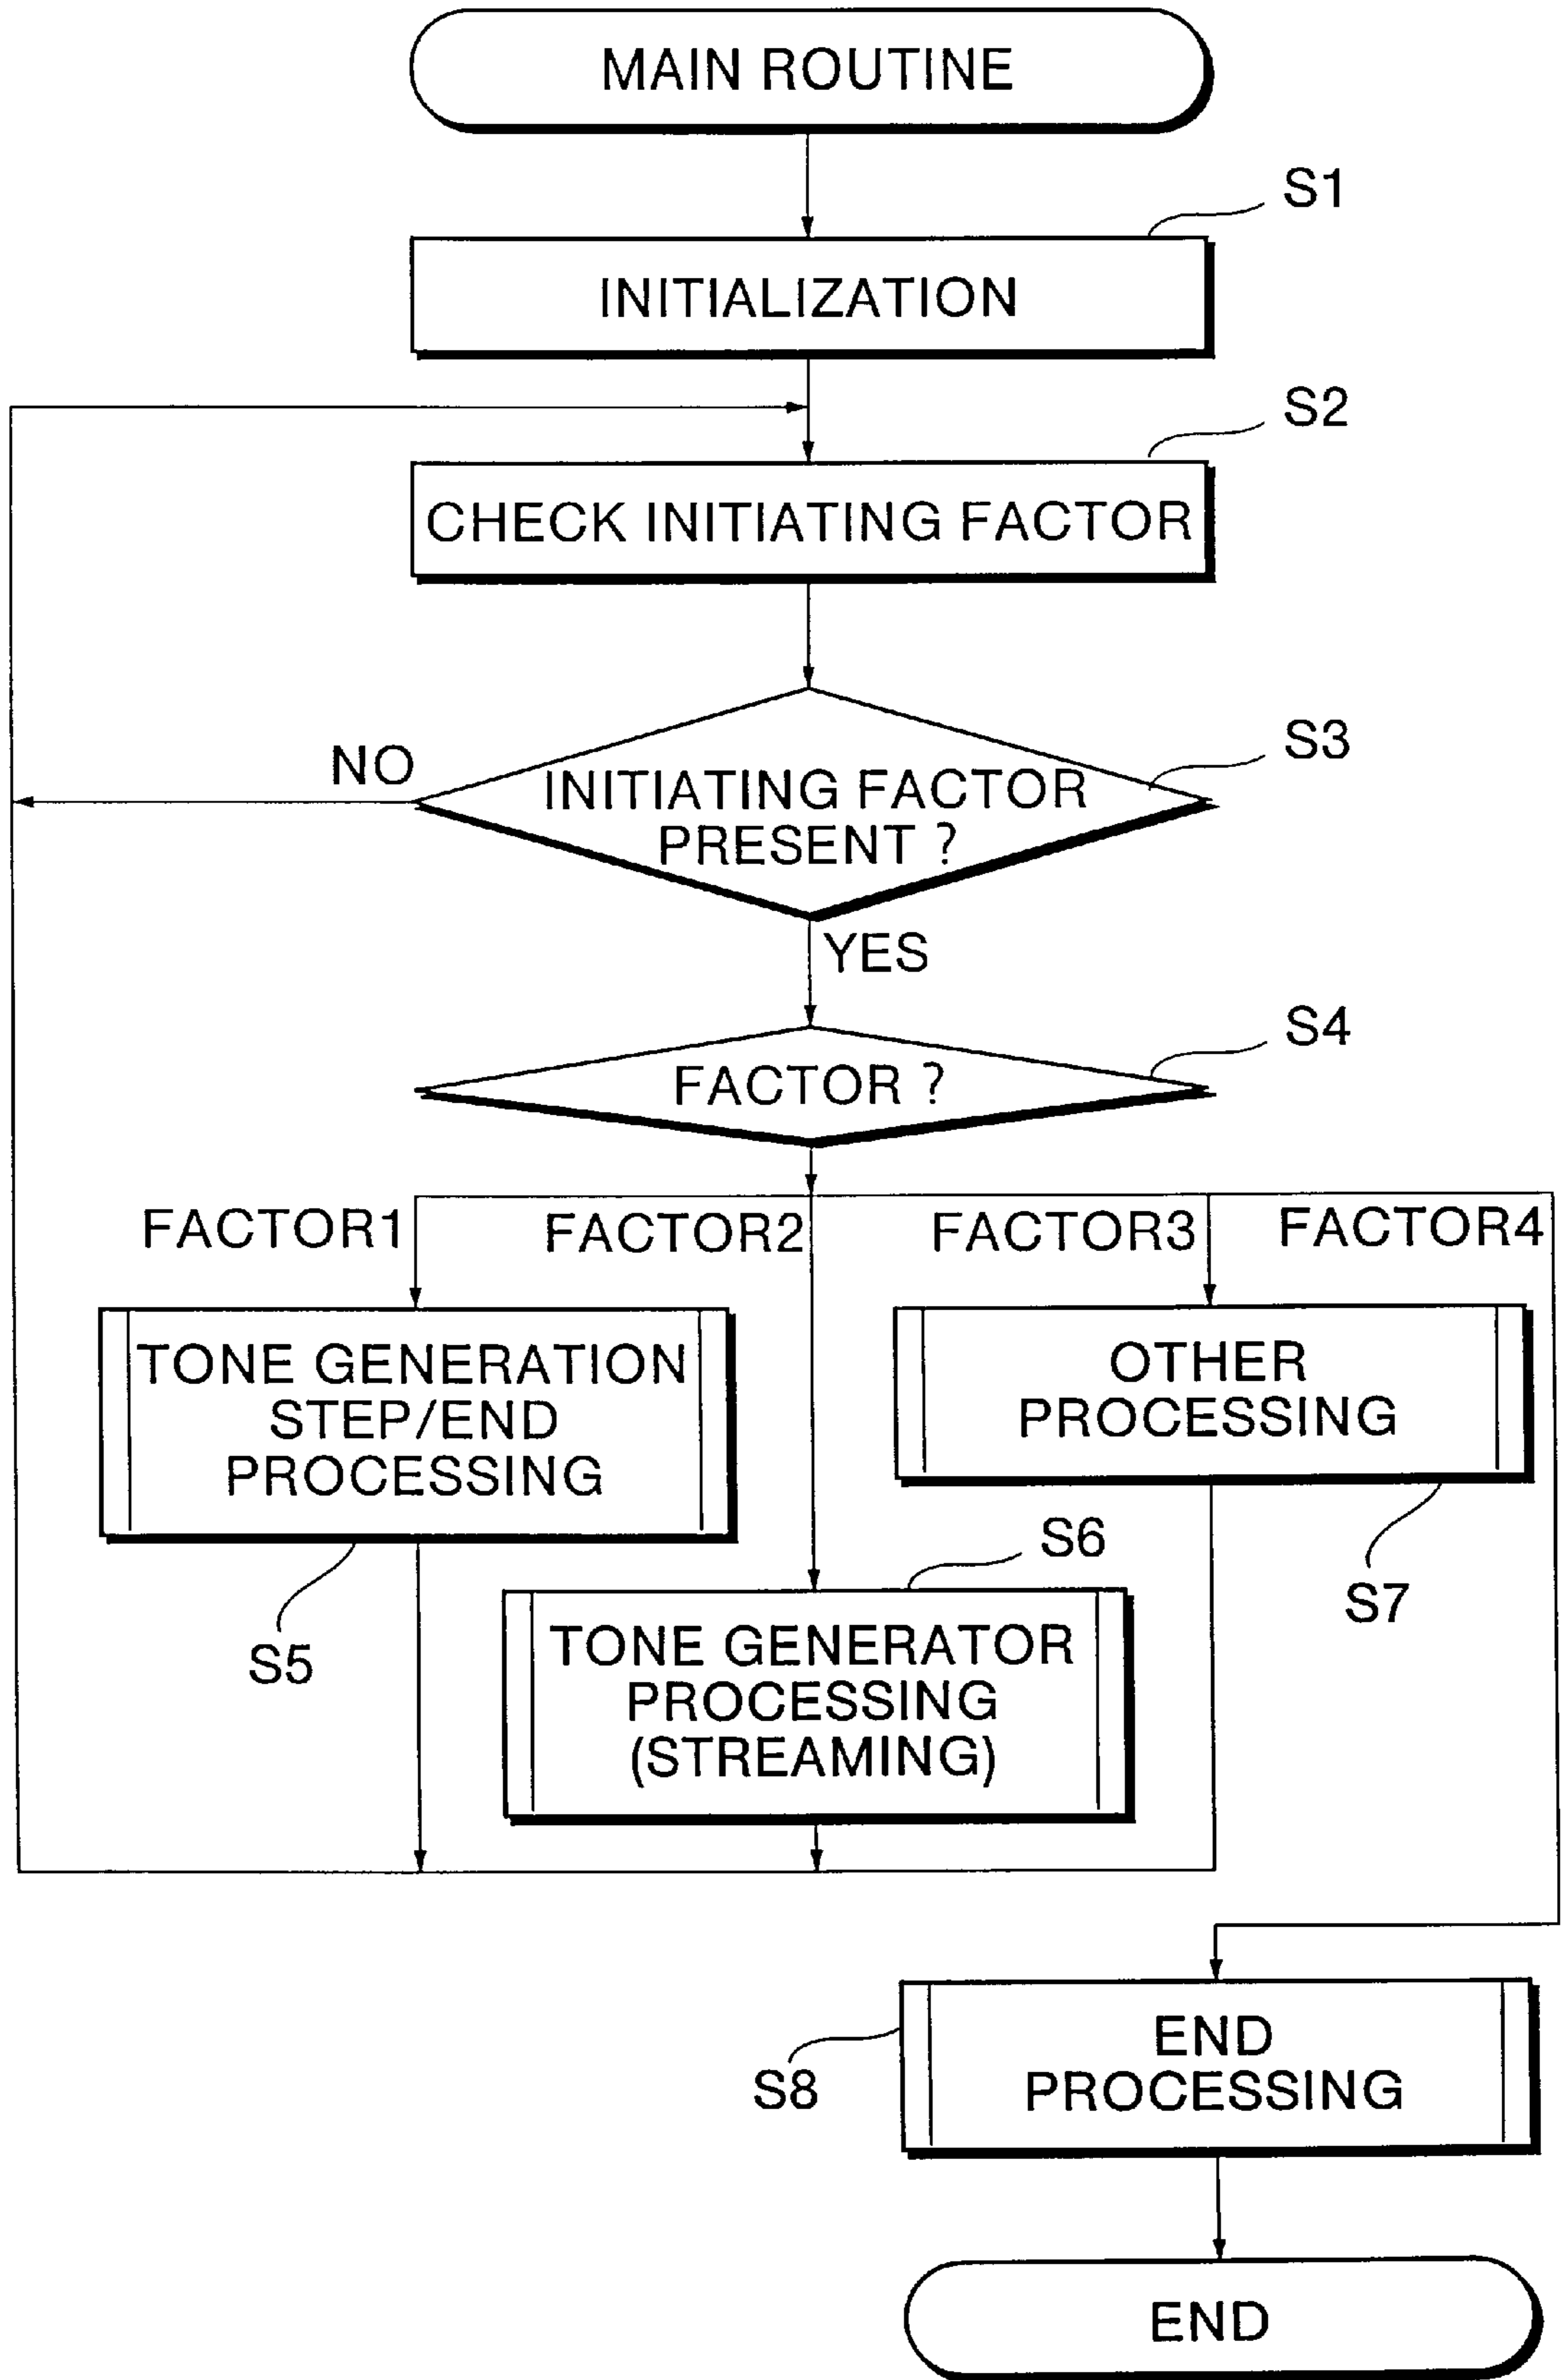 MAIN ROUTINE
S1
INITIALIZATION
S2
CHECK INITIATING FACTOR
S3
NO
INITIATING FACTOR
PRESENT ?
YES
S4
FACTOR ?
FACTOR1
FACTOR2
FACTOR3
FACTOR4
TONE GENERATION
STEP/END
PROCESSING
S5
OTHER
PROCESSING
S7
S6
TONE GENERATOR
PROCESSING
(STREAMING)
END
PROCESSING
S8
END